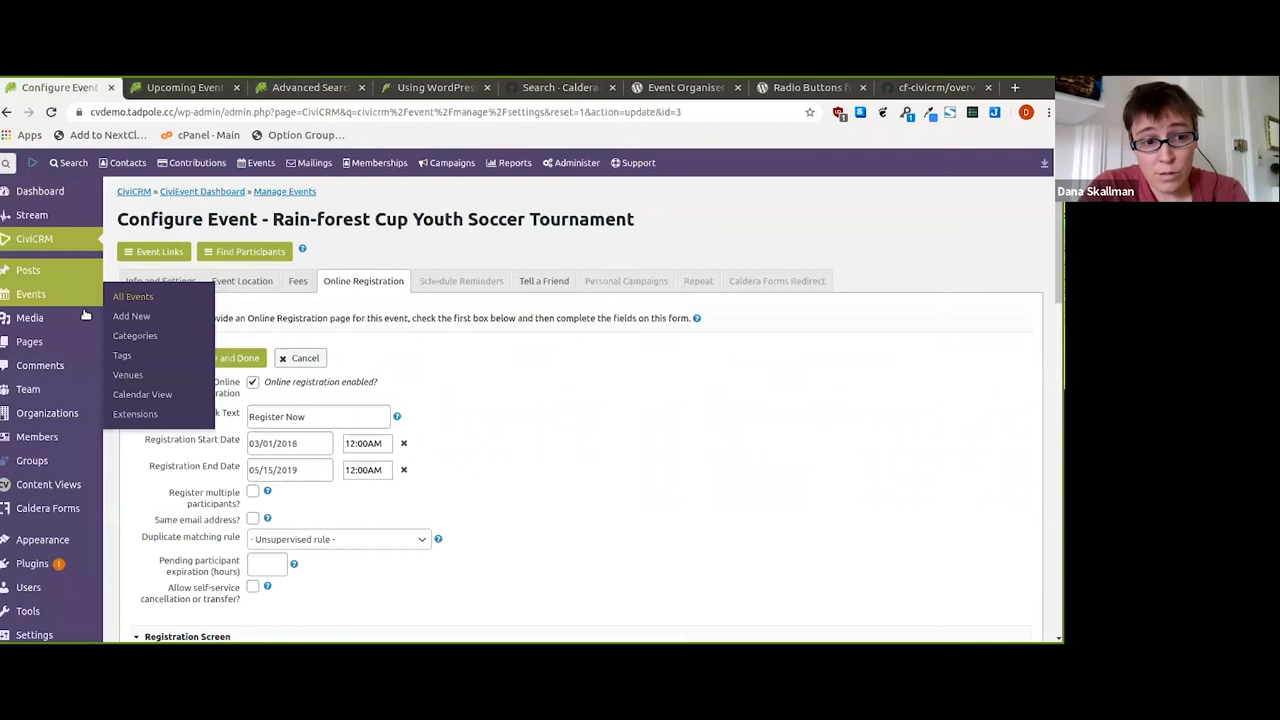 Configure Event
Upcoming Event
Advanced Searc
Using WordPres
Search - Caldera
Event Organiser
Radio Buttons f
cf-civicrm/overv
cvdemo.tadpole.cc/wp-admin/admin.php?page=CiviCRM&q=civicrm%2Fevent%2Fmanage%2Fsettings&reset=1&action=update&id=3
Apps
Add to NextCl...
cPanel - Main
Option Group...
Search
Contacts
Contributions
Events
Mailings
Memberships
Campaigns
Reports
Administer
Support
Dana Skallman
Dashboard
Stream
CiviCRM
Posts
Events
Media
Pages
Comments
Team
Organizations
Members
Groups
Content Views
Caldera Forms
Appearance
Plugins 1
Users
Tools
Settings
All Events
Add New
Categories
Tags
Venues
Calendar View
Extensions
CiviCRM » CiviEvent Dashboard » Manage Events
Configure Event - Rain-forest Cup Youth Soccer Tournament
Event Links
Find Participants
Info and Settings
Event Location
Fees
Online Registration
Schedule Reminders
Tell a Friend
Personal Campaigns
Repeat
Caldera Forms Redirect
ovide an Online Registration page for this event, check the first box below and then complete the fields on this form.
e and Done
Cancel
Online
ration
Online registration enabled?
k Text
Register Now
Registration Start Date
03/01/2018
12:00AM
Registration End Date
05/15/2019
12:00AM
Register multiple
participants?
Same email address?
Duplicate matching rule
- Unsupervised rule -
Pending participant
expiration (hours)
Allow self-service
cancellation or transfer?
Registration Screen